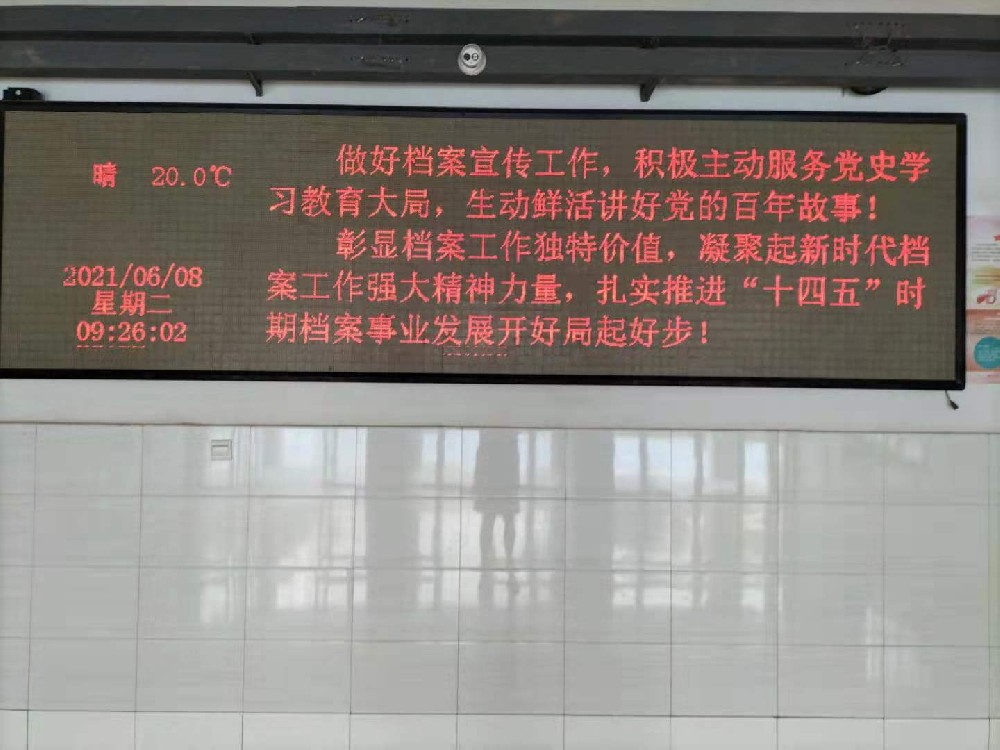 晴 20.0℃
2021/06/08
星期二
09:26:02
做好档案宣传工作，积极主动服务党史学
习教育大局，生动鲜活讲好党的百年故事！
彰显档案工作独特价值，凝聚起新时代档
案工作强大精神力量，扎实推进“十四五”时
期档案事业发展开好局起好步！